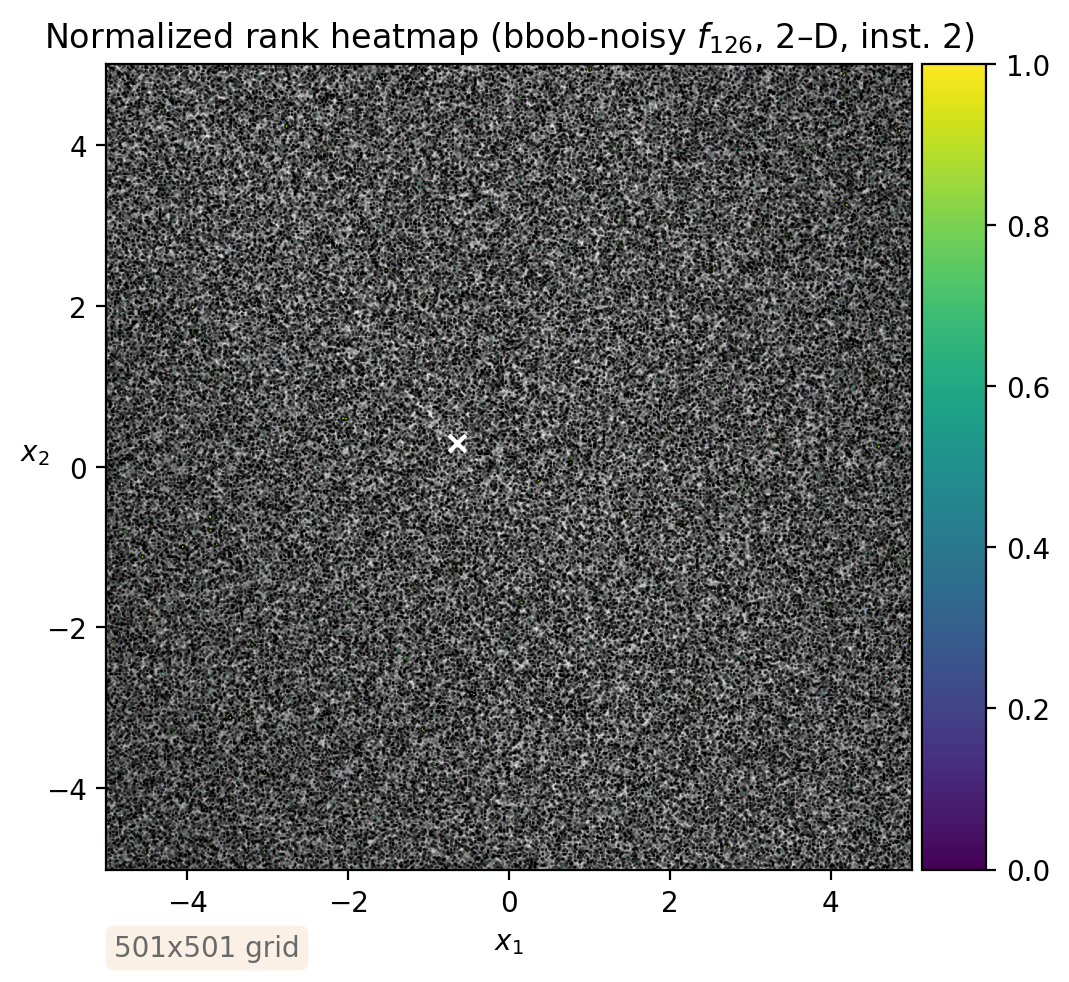 Normalized rank heatmap (bbob-noisy f₁₂₆, 2–D, inst. 2)
1.0
4
0.8
2
0.6
x₂
0
0.4
−2
0.2
−4
0.0
−4 −2 0 2 4
501x501 grid
x₁